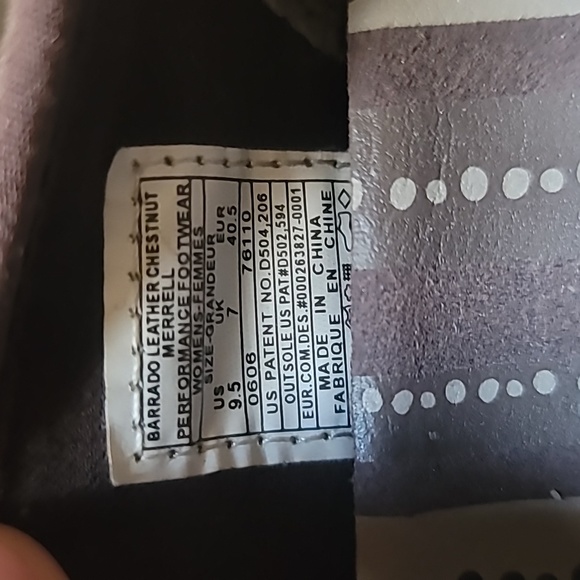 BARRADO LEATHER CHESTNUT
MERRELL
PERFORMANCE FOOTWEAR
WOMENS-FEMMES
SIZE-GRANDEUR
US UK EUR
9.5 7 40.5
0606 76110
US PATENT NO.D504,206
OUTSOLE US PAT#D502,594
EUR.COM.DES.#000263827-0001
MADE IN CHINA
FABRIQUE EN CHINE